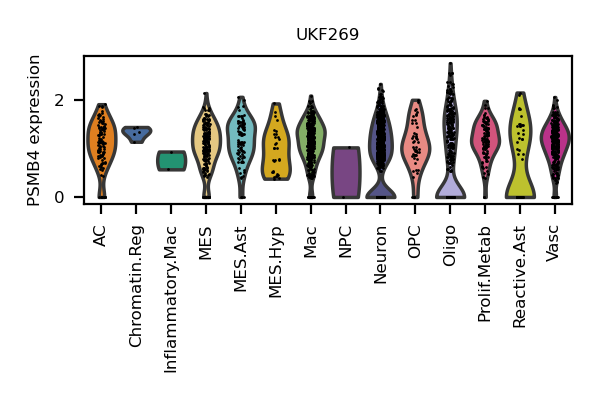 UKF269
PSMB4 expression
2
0
AC
Chromatin.Reg
Inflammatory.Mac
MES
MES.Ast
MES.Hyp
Mac
NPC
Neuron
OPC
Oligo
Prolif.Metab
Reactive.Ast
Vasc